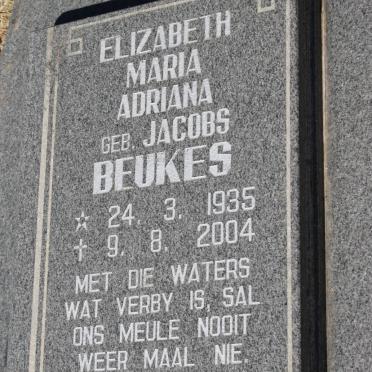 ELIZABETH
MARIA
ADRIANA
GEB. JACOBS
BEUKES
☆ 24. 3. 1935
✝ 9. 8. 2004
MET DIE WATERS
WAT VERBY IS, SAL
ONS MEULE NOOIT
WEER MAAL NIE.